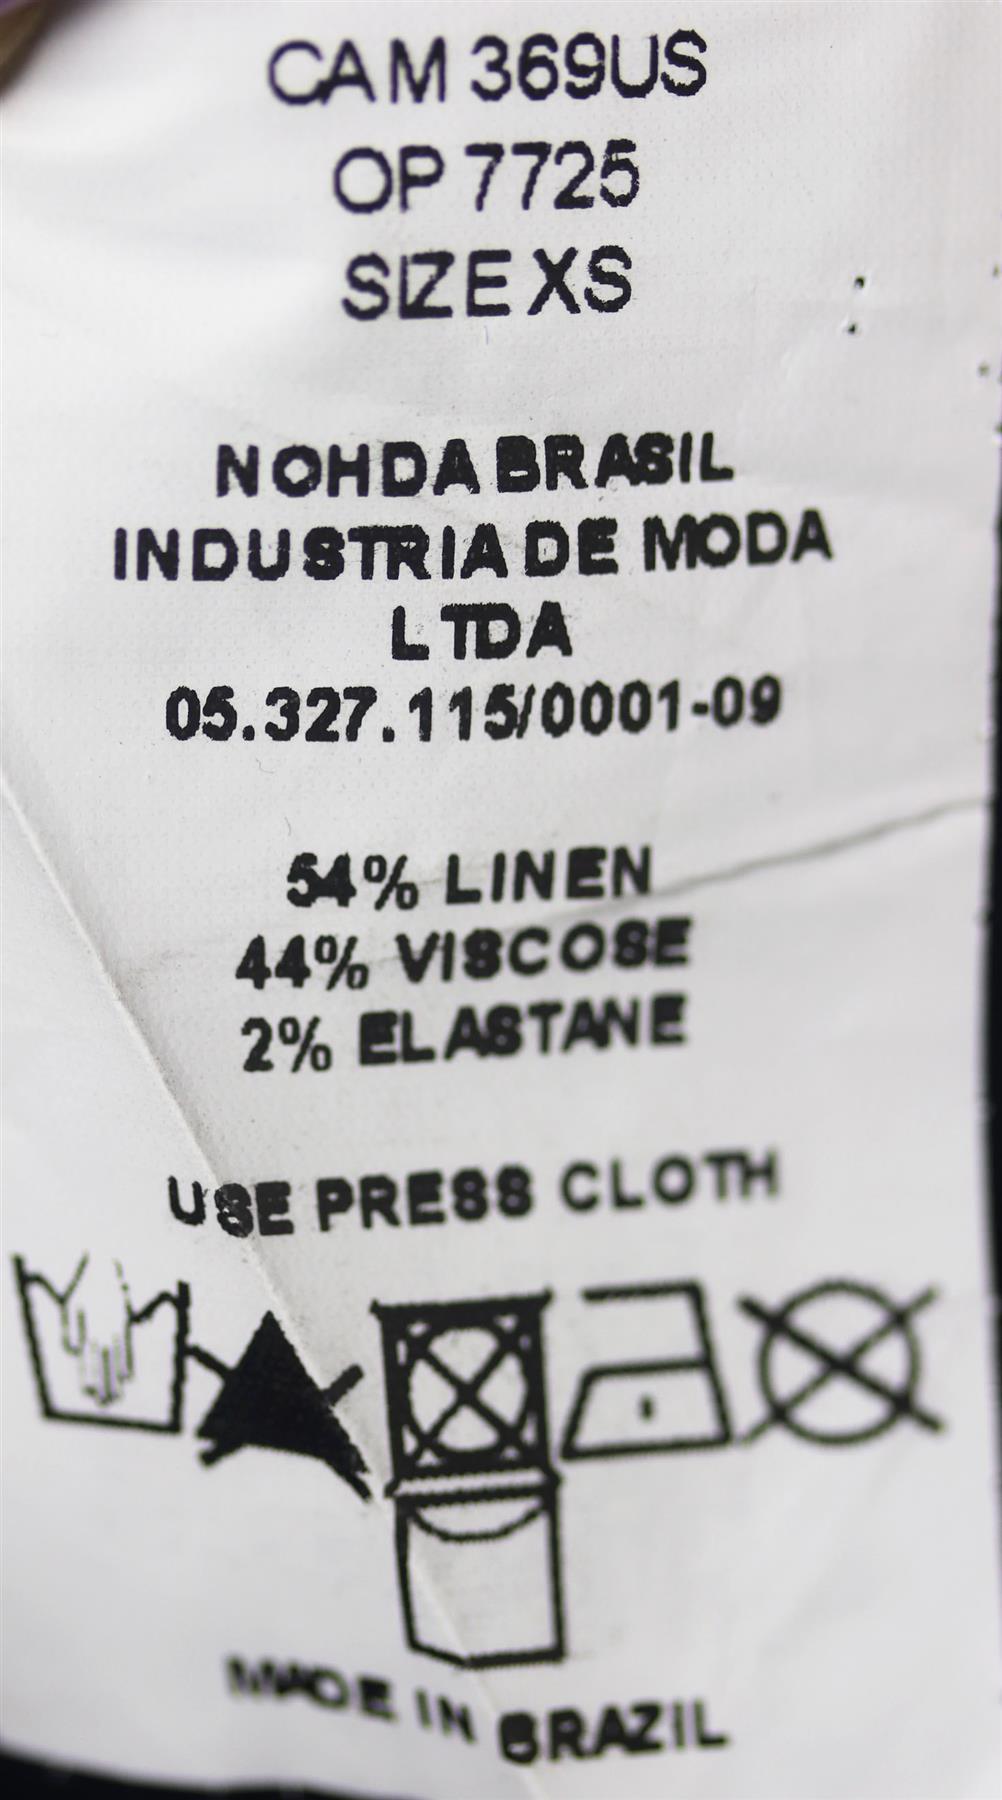 CAM 369US
OP 7725
SIZE XS
NOHDA BRASIL
INDUSTRIA DE MODA
LTDA
05.327.115/0001-09
54% LINEN
44% VISCOSE
2% ELASTANE
USE PRESS CLOTH
MADE IN BRAZIL